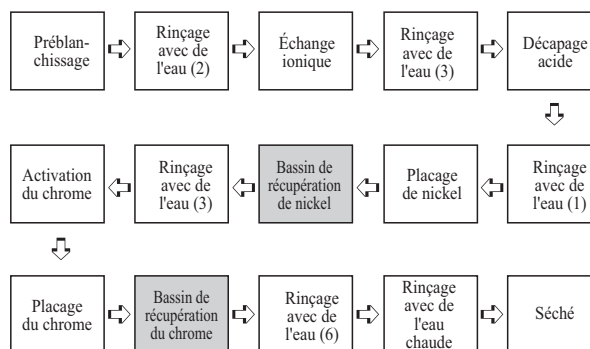 Préblan-
chissage
Rinçage
avec de
l'eau (2)
Échange
ionique
Rinçage
avec de
l'eau (3)
Décapage
acide
Activation
du chrome
Rinçage
avec de
l'eau (3)
Bassin de
récupération
de nickel
Placage
de nickel
Rinçage
avec de
l'eau (1)
Placage
du chrome
Bassin de
récupération
du chrome
Rinçage
avec de
l'eau (6)
Rinçage
avec de
l'eau
chaude
Séché